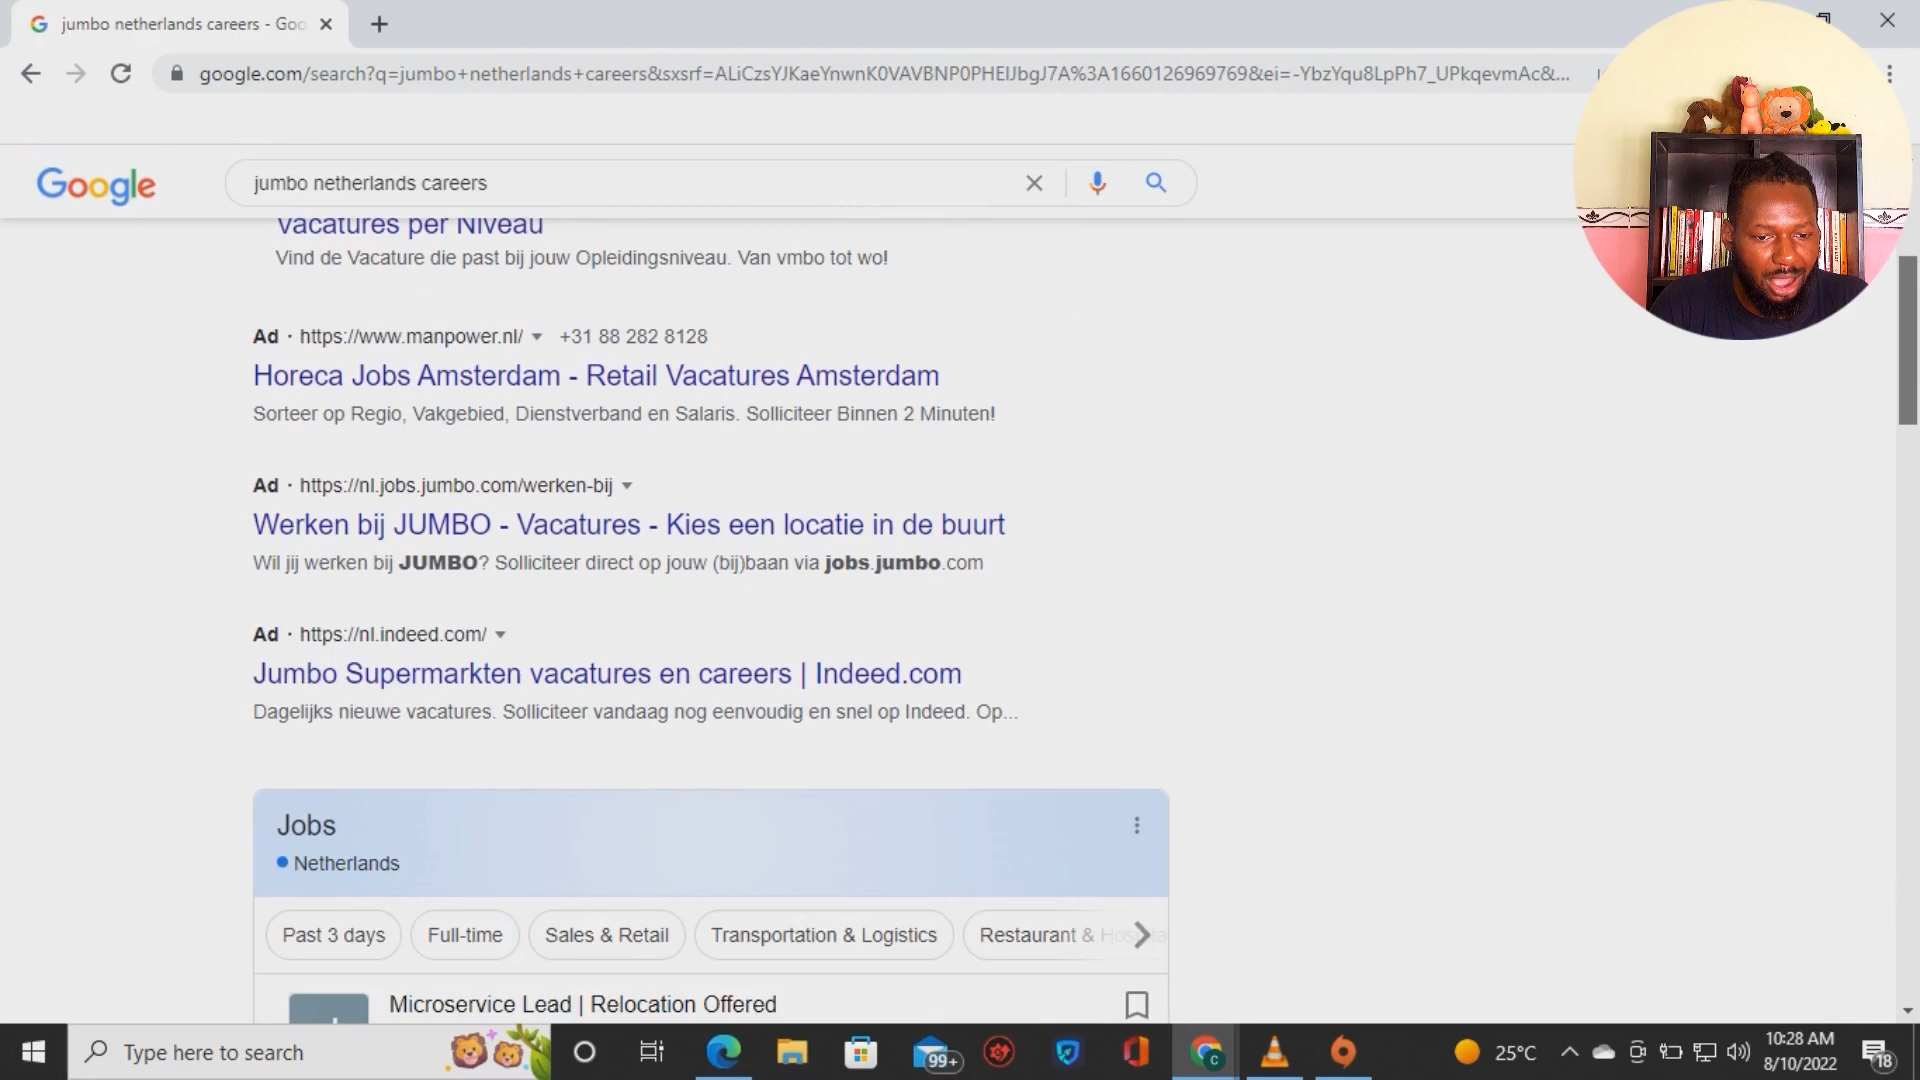 jumbo netherlands careers - Goo
google.com/search?q=jumbo+netherlands+careers&sxsrf=ALiCzsYJKaeYnwnK0VAVBNP0PHEIJbgJ7A%3A1660126969769&ei=-YbzYqu8LpPh7_UPkqevmAc&...
Google
jumbo netherlands careers
Vacatures per Niveau
Vind de Vacature die past bij jouw Opleidingsniveau. Van vmbo tot wo!
Ad · https://www.manpower.nl/ +31 88 282 8128
Horeca Jobs Amsterdam - Retail Vacatures Amsterdam
Sorteer op Regio, Vakgebied, Dienstverband en Salaris. Solliciteer Binnen 2 Minuten!
Ad · https://nl.jobs.jumbo.com/werken-bij
Werken bij JUMBO - Vacatures - Kies een locatie in de buurt
Wil jij werken bij JUMBO? Solliciteer direct op jouw (bij)baan via jobs.jumbo.com
Ad · https://nl.indeed.com/
Jumbo Supermarkten vacatures en careers | Indeed.com
Dagelijks nieuwe vacatures. Solliciteer vandaag nog eenvoudig en snel op Indeed. Op...
Jobs
Netherlands
Past 3 days Full-time Sales & Retail Transportation & Logistics Restaurant &
Microservice Lead | Relocation Offered
Type here to search
99+
C
25°C
10:28 AM
8/10/2022
18